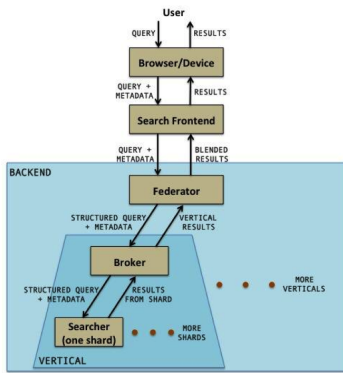 User
QUERY
RESULTS
Browser/Device
QUERY +
METADATA
RESULTS
Search Frontend
QUERY +
METADATA
BLENDED
RESULTS
BACKEND
Federator
STRUCTURED QUERY
+ METADATA
VERTICAL
RESULTS
Broker
STRUCTURED QUERY
+ METADATA
RESULTS
FROM SHARD
MORE
VERTICALS
Searcher
(one shard)
MORE
SHARDS
VERTICAL